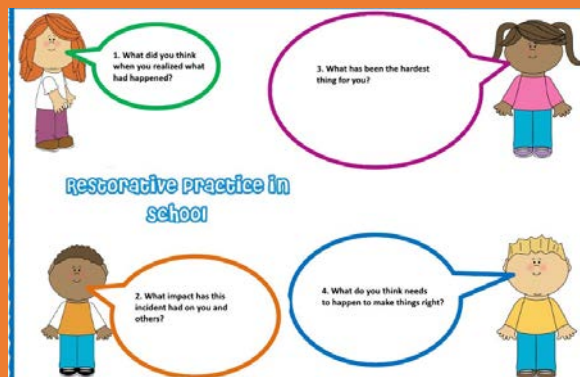 1. What did you think
when you realized what
had happened?
3. What has been the hardest
thing for you?
Restorative Practice in
School
2. What impact has this
incident had on you and
others?
4. What do you think needs
to happen to make things right?